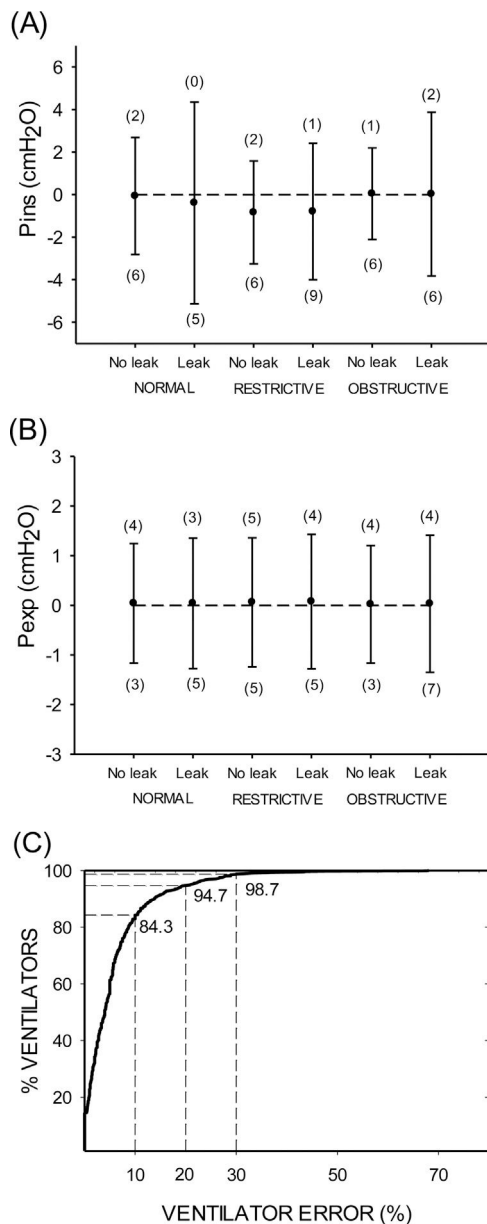 (A)
6
4
2
0
-2
-4
-6
Pins (cmH2O)
(2) (0) (2) (1) (1) (2)
(6) (5) (6) (9) (6) (6)
No leak Leak No leak Leak No leak Leak
NORMAL RESTRICTIVE OBSTRUCTIVE
(B)
3
2
1
0
-1
-2
-3
Pexp (cmH2O)
(4) (3) (5) (4) (4) (4)
(3) (5) (5) (5) (3) (7)
No leak Leak No leak Leak No leak Leak
NORMAL RESTRICTIVE OBSTRUCTIVE
(C)
100
80
60
40
20
% VENTILATORS
84.3
94.7
98.7
10 20 30 50 70
VENTILATOR ERROR (%)